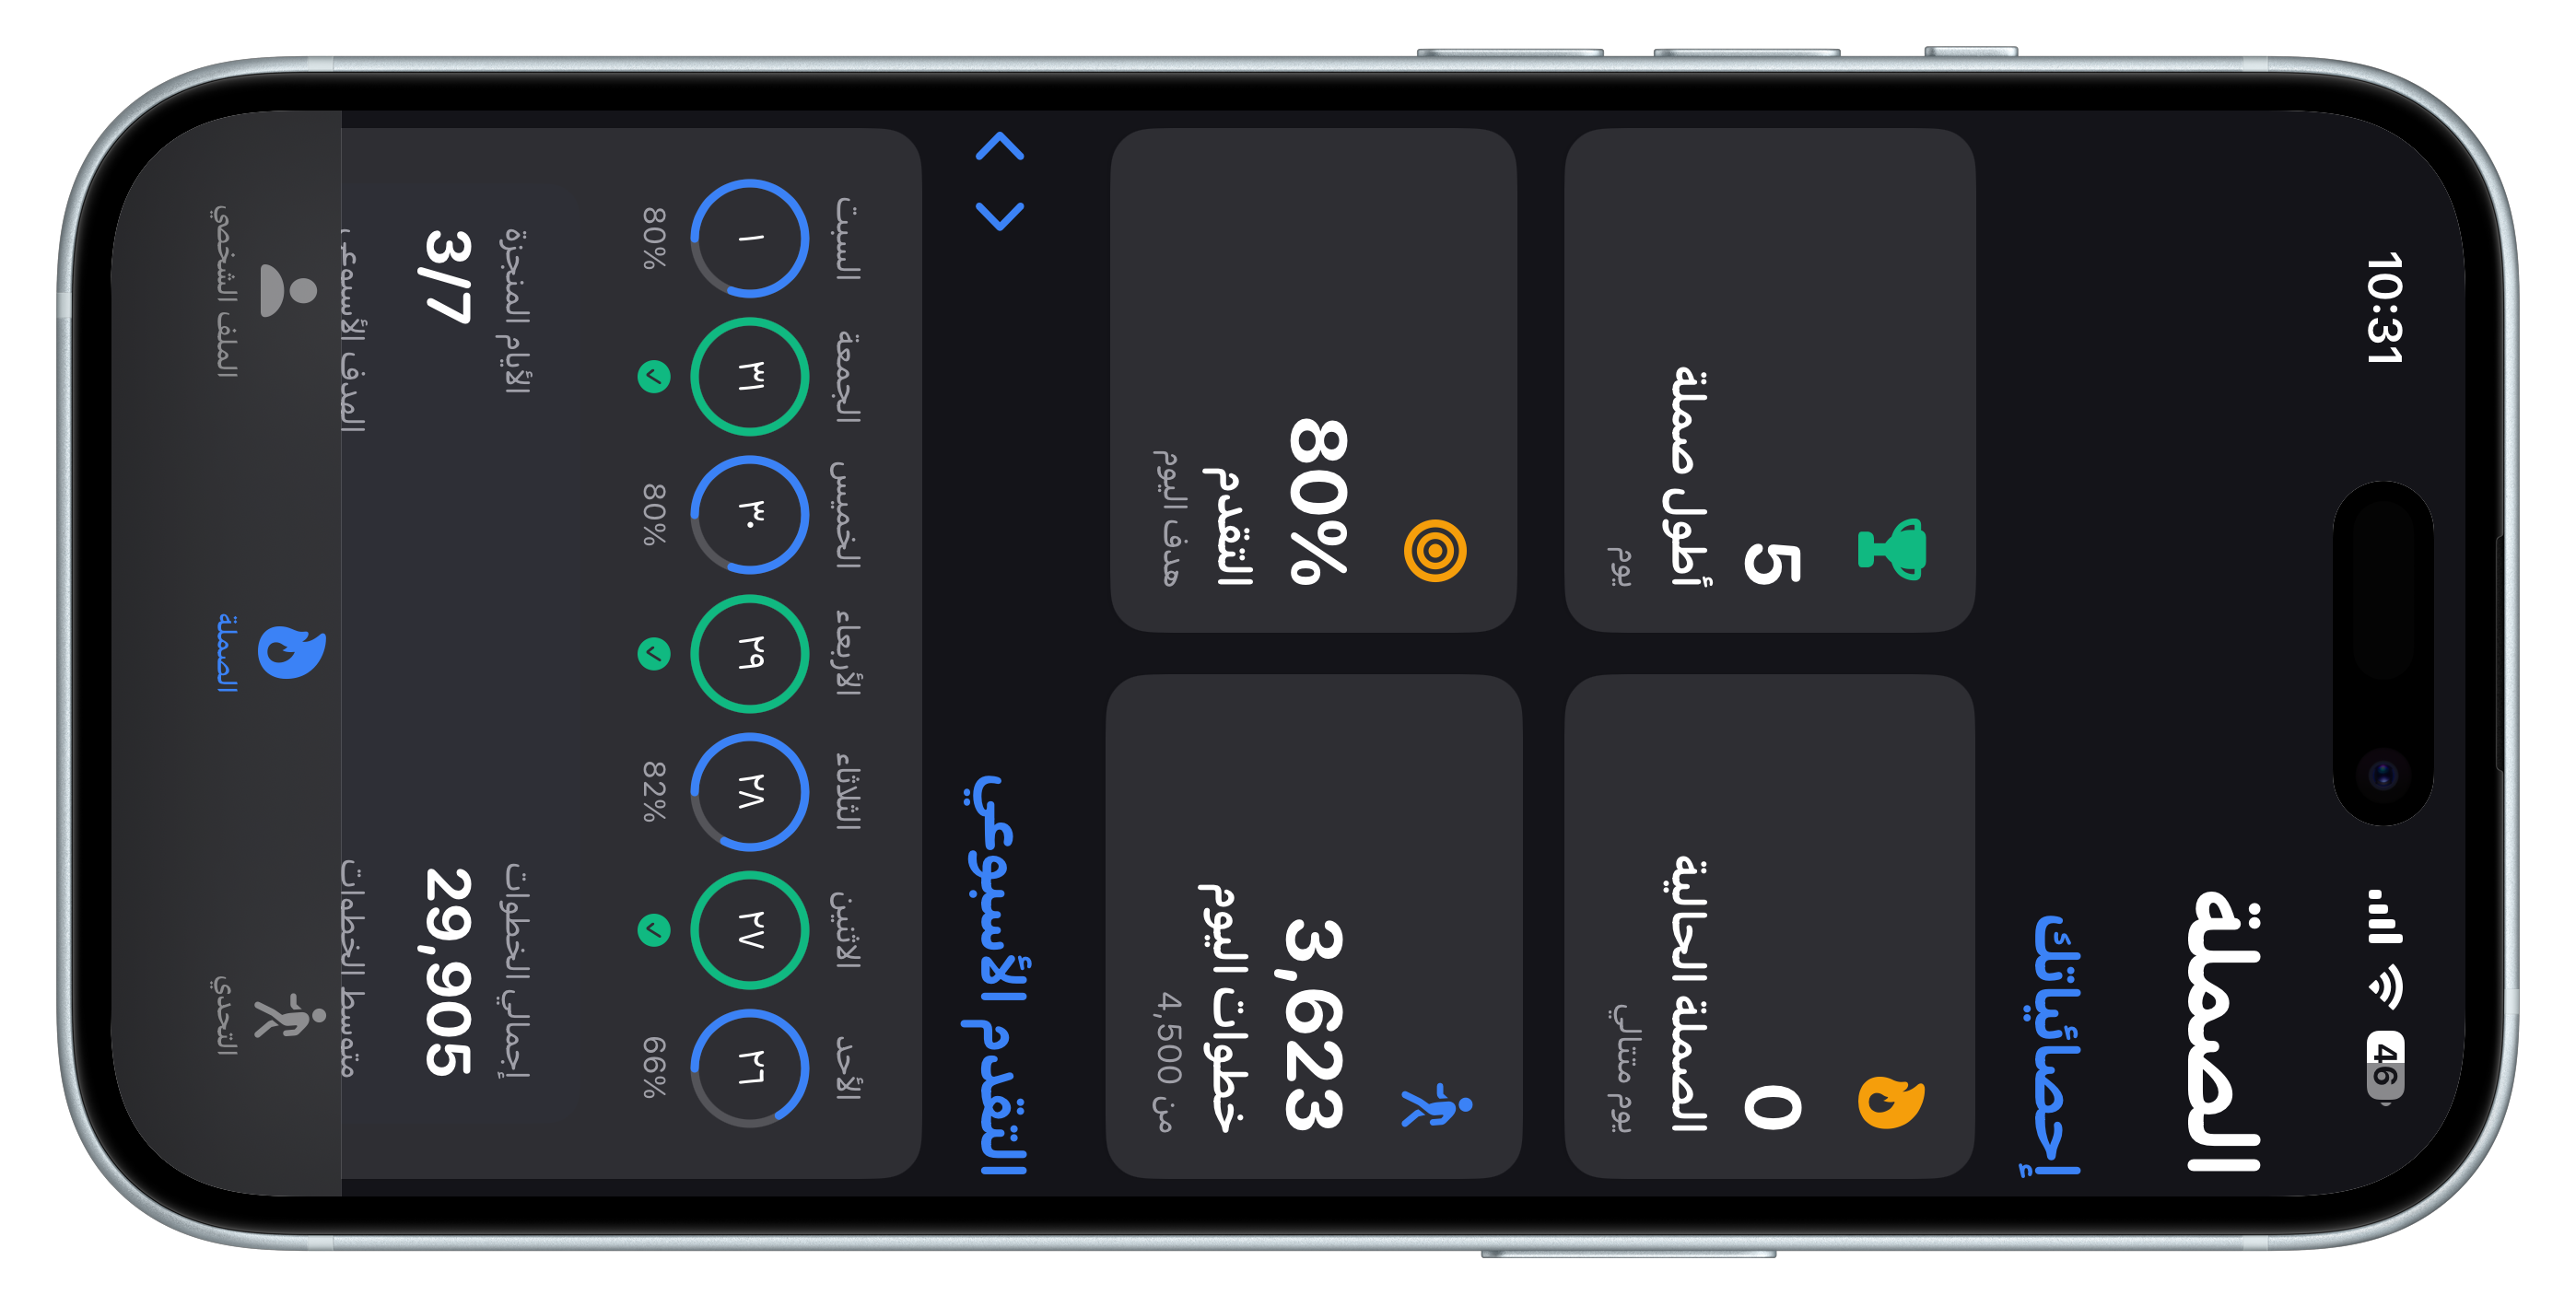 10:31
46
الصملة
إحصائياتك
0
الصملة الحالية
يوم متتالي
5
أطول صملة
يوم
3,623
خطوات اليوم
من 4,500
80%
التقدم
هدف اليوم
التقدم الأسبوعي
الأحد الاثنين الثلاثاء الأربعاء الخميس الجمعة السبت
٢٦ ٢٧ ٢٨ ٢٩ ٣٠ ٣١ ١
66% 82% 80% 80%
إجمالي الخطوات الأيام المنجزة
29,905 3/7
متوسط الخطوات الهدف الأسبوعي
التحدي الصملة الملف الشخصي